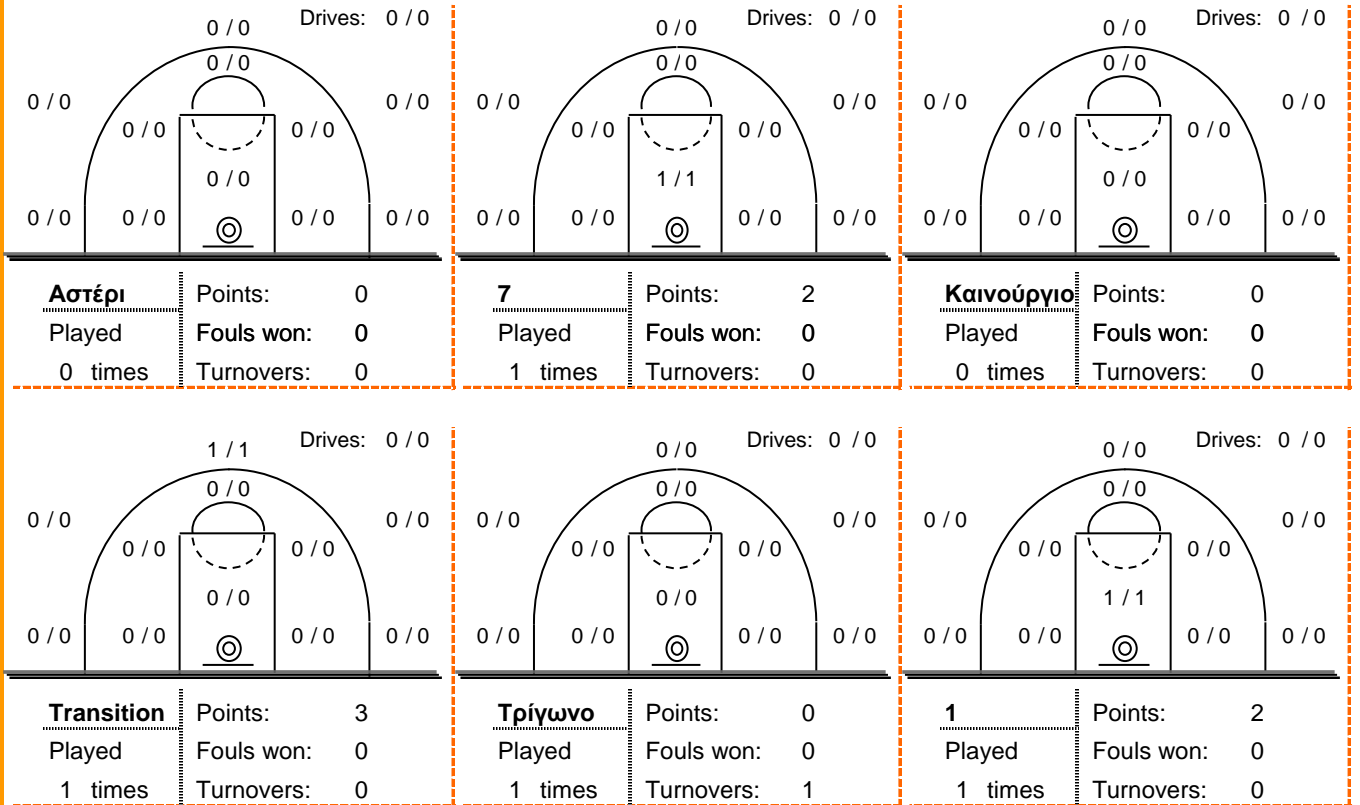 0 / 0 Drives: 0 / 0
0 / 0
0 / 0 0 / 0
0 / 0 0 / 0
0 / 0
0 / 0 0 / 0 0 / 0 0 / 0
Αστέρι Points: 0
Played Fouls won: 0
0 times Turnovers: 0
0 / 0 Drives: 0 / 0
0 / 0
0 / 0 0 / 0
0 / 0 0 / 0
1 / 1
0 / 0 0 / 0 0 / 0 0 / 0
7 Points: 2
Played Fouls won: 0
1 times Turnovers: 0
0 / 0 Drives: 0 / 0
0 / 0
0 / 0 0 / 0
0 / 0 0 / 0
0 / 0
0 / 0 0 / 0 0 / 0 0 / 0
Καινούργιο Points: 0
Played Fouls won: 0
0 times Turnovers: 0
1 / 1 Drives: 0 / 0
0 / 0
0 / 0 0 / 0
0 / 0 0 / 0
0 / 0
0 / 0 0 / 0 0 / 0 0 / 0
Transition Points: 3
Played Fouls won: 0
1 times Turnovers: 0
0 / 0 Drives: 0 / 0
0 / 0
0 / 0 0 / 0
0 / 0 0 / 0
0 / 0
0 / 0 0 / 0 0 / 0 0 / 0
Τρίγωνο Points: 0
Played Fouls won: 0
1 times Turnovers: 1
0 / 0 Drives: 0 / 0
0 / 0
0 / 0 0 / 0
0 / 0 0 / 0
1 / 1
0 / 0 0 / 0 0 / 0 0 / 0
1 Points: 2
Played Fouls won: 0
1 times Turnovers: 0